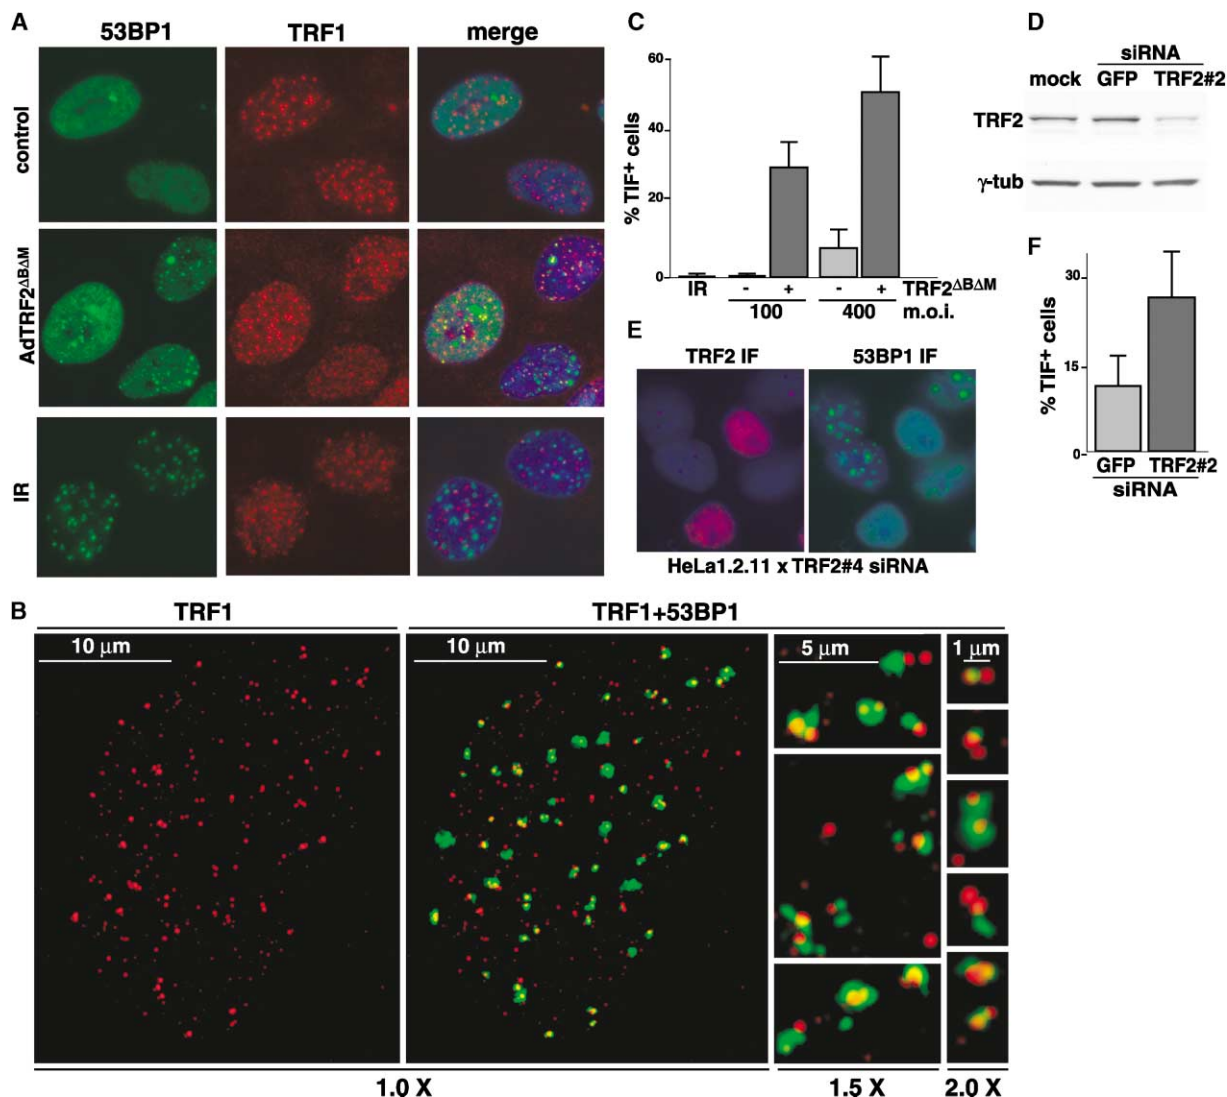 A
53BP1
TRF1
merge
control
AdTRF2ΔBΔM
IR
C
% TIF+ cells
60
40
20
0
IR
-
+
-
+
TRF2ΔBΔM
100
400
m.o.i.
D
siRNA
mock
GFP
TRF2#2
TRF2
γ-tub
E
TRF2 IF
53BP1 IF
HeLa1.2.11 x TRF2#4 siRNA
F
% TIF+ cells
30
15
0
GFP
TRF2#2
siRNA
B
TRF1
TRF1+53BP1
10 μm
10 μm
5 μm
1 μm
1.0 X
1.5 X
2.0 X